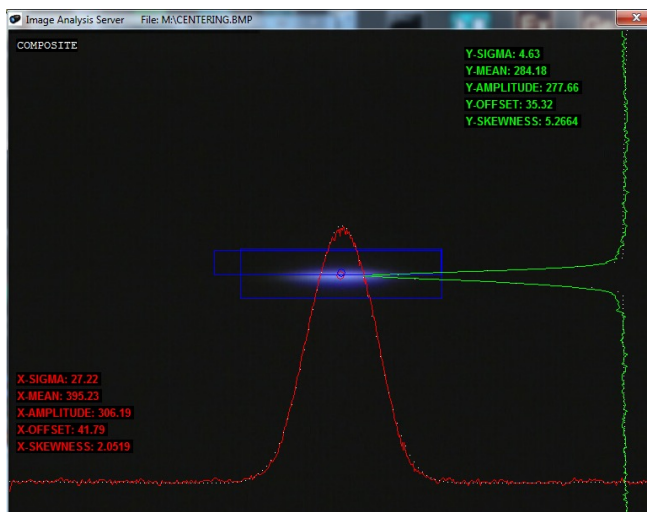 Image Analysis Server File: M:\CENTERING.BMP
COMPOSITE
Y-SIGMA: 4.63
Y-MEAN: 284.18
Y-AMPLITUDE: 277.66
Y-OFFSET: 35.32
Y-SKEWNESS: 5.2664
X-SIGMA: 27.22
X-MEAN: 395.23
X-AMPLITUDE: 306.19
X-OFFSET: 41.79
X-SKEWNESS: 2.0519